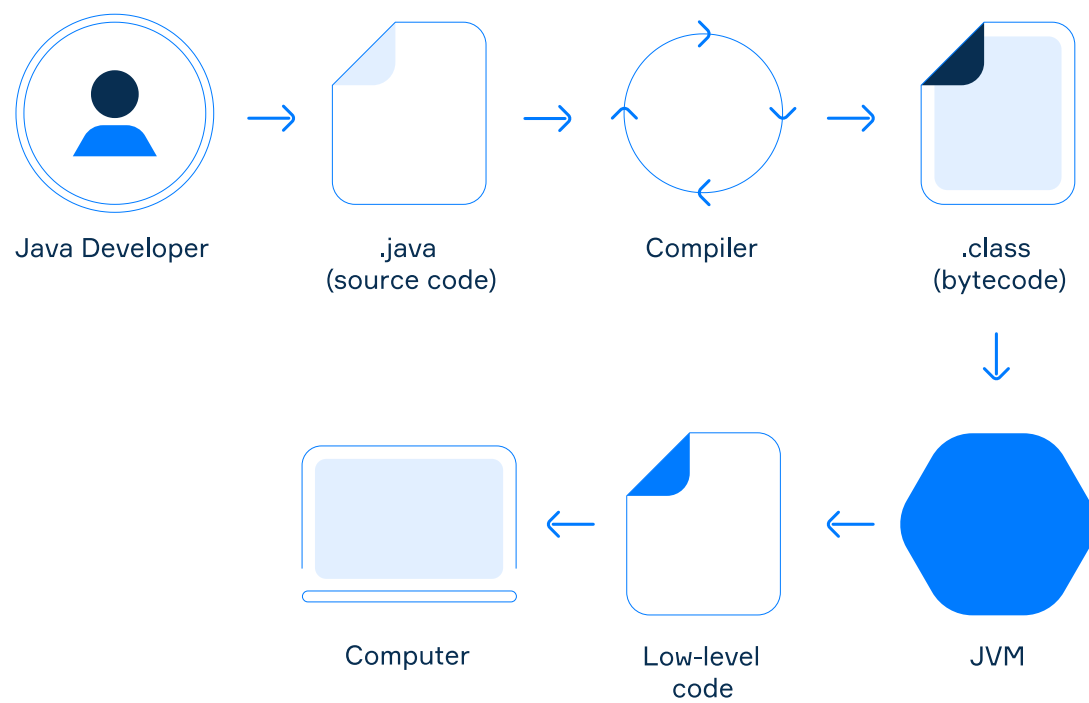 Java Developer
.java
(source code)
Compiler
.class
(bytecode)
Computer
Low-level
code
JVM